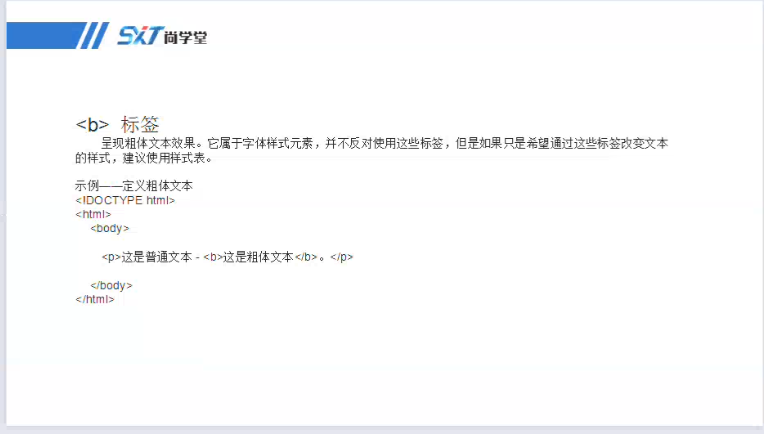 SXT尚学堂
<b> 标签
呈现粗体文本效果。它属于字体样式元素，并不反对使用这些标签，但是如果只是希望通过这些标签改变文本
的样式，建议使用样式表。
示例——定义粗体文本
<!DOCTYPE html>
<html>
<body>
<p>这是普通文本 - <b>这是粗体文本</b>。</p>
</body>
</html>